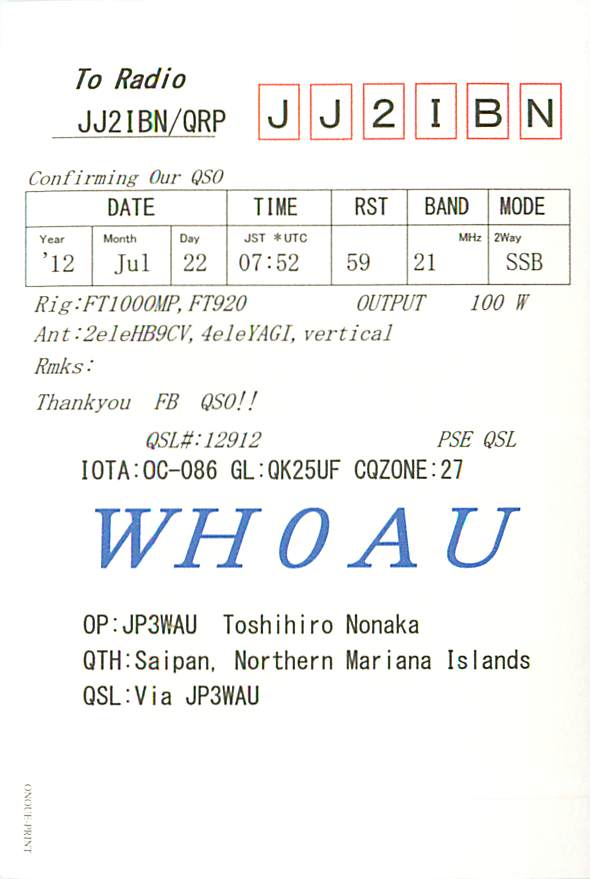 To Radio
JJ2IBN/QRP
JJ2IBN
Confirming Our QSO
DATE TIME RST BAND MODE
Year Month Day JST *UTC MHz 2Way
'12 Jul 22 07:52 59 21 SSB
Rig:FT1000MP,FT920 OUTPUT 100 W
Ant:2eleHB9CV,4eleYAGI,vertical
Rmks:
Thankyou FB QSO!!
QSL#:12912 PSE QSL
IOTA:OC-086 GL:QK25UF CQZONE:27
WH0AU
OP:JP3WAU Toshihiro Nonaka
QTH:Saipan, Northern Mariana Islands
QSL:Via JP3WAU
ONOUE-PRINT